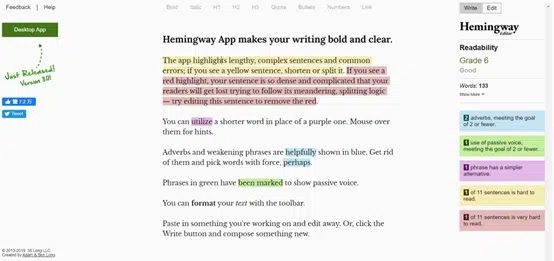 Feedback | Help
Bold Italic H1 H2 H3 Quote Bullets Numbers Link
Write Edit
Desktop App
Just Released!
Version 3.0!
Tweet
Hemingway App makes your writing bold and clear.
The app highlights lengthy, complex sentences and common
errors; if you see a yellow sentence, shorten or split it. If you see a
red highlight, your sentence is so dense and complicated that your
readers will get lost trying to follow its meandering, splitting logic
— try editing this sentence to remove the red.
You can utilize a shorter word in place of a purple one. Mouse over
them for hints.
Adverbs and weakening phrases are helpfully shown in blue. Get rid
of them and pick words with force, perhaps.
Phrases in green have been marked to show passive voice.
You can format your text with the toolbar.
Paste in something you're working on and edit away. Or, click the
Write button and compose something new.
Hemingway
Editor
Readability
Grade 6
Good
Words: 133
Show More
2 adverbs, meeting the goal
of 2 or fewer.
1 use of passive voice,
meeting the goal of 2 or fewer.
1 phrase has a simpler
alternative.
1 of 11 sentences is hard to
read.
1 of 11 sentences is very hard
to read.
Created by Adam & Ben Long